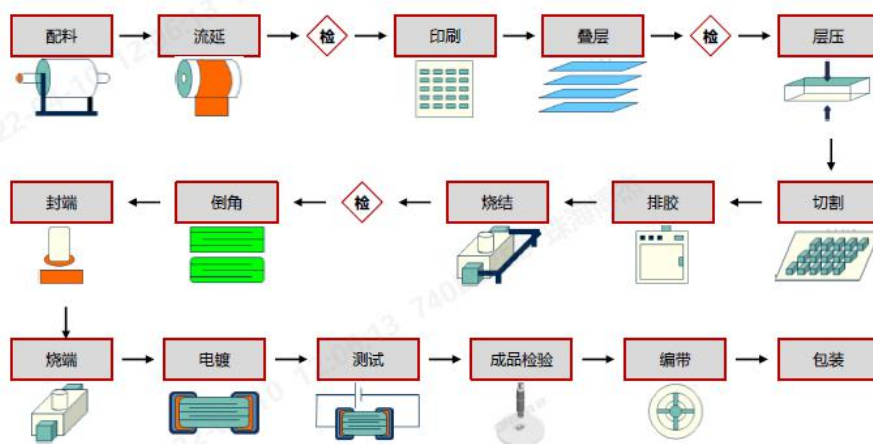 配料 流延 检 印刷 叠层 检 层压
封端 倒角 检 烧结 排胶 切割
烧端 电镀 测试 成品检验 编带 包装